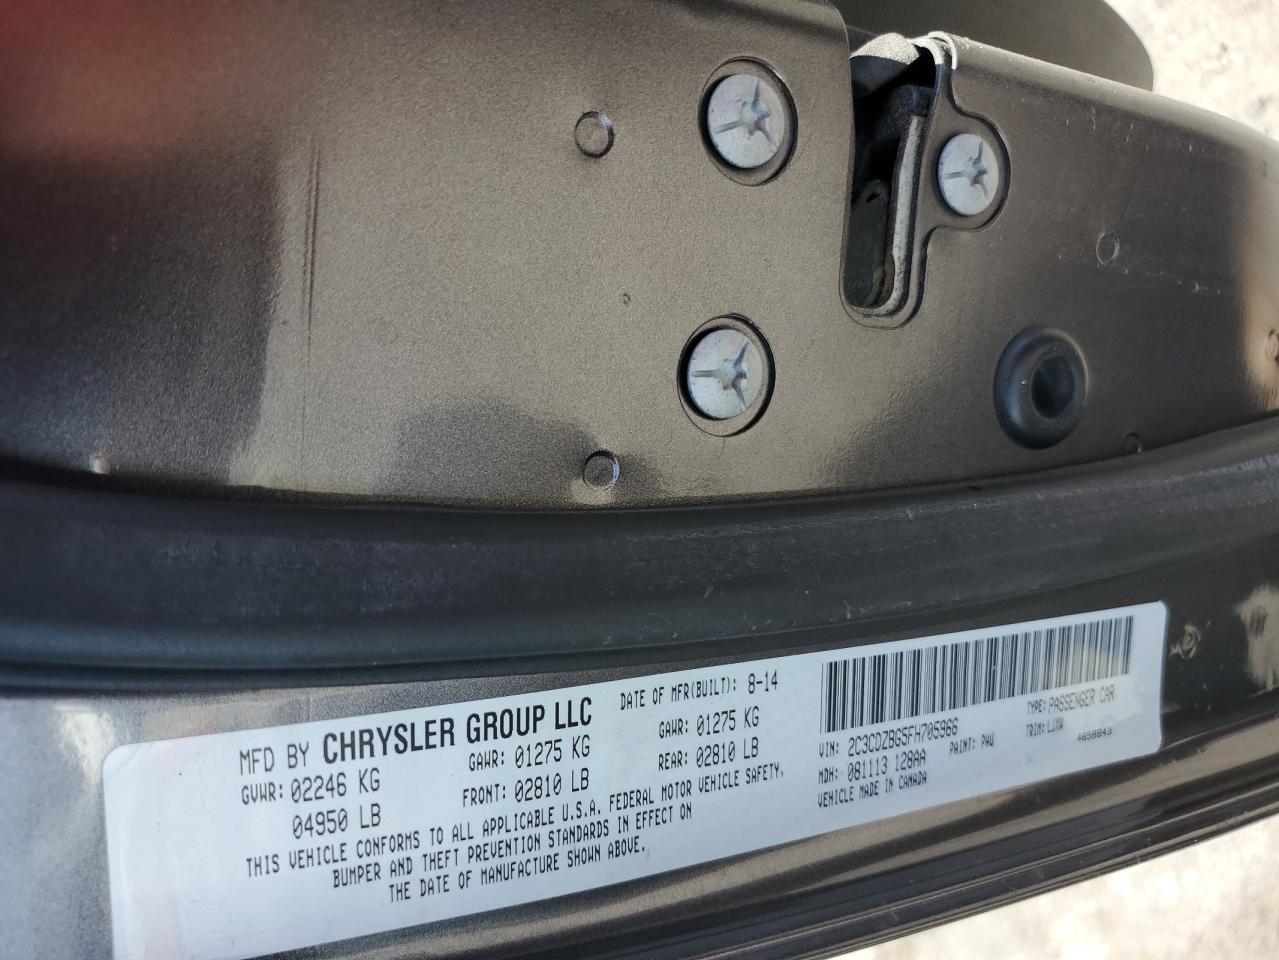 MFD BY CHRYSLER GROUP LLC DATE OF MFR(BUILT): 8-14
GVWR: 02246 KG GAWR: 01275 KG GAWR: 01275 KG
04950 LB FRONT: 02810 LB REAR: 02810 LB
THIS VEHICLE CONFORMS TO ALL APPLICABLE U.S.A. FEDERAL MOTOR VEHICLE SAFETY,
BUMPER AND THEFT PREVENTION STANDARDS IN EFFECT ON
THE DATE OF MANUFACTURE SHOWN ABOVE.
VIN: 2C3CDZBG5FH705966 TYPE: PASSENGER CAR
MDH: 081113 128AA PAINT: PAU TRIM: LJXW
VEHICLE MADE IN CANADA 4658843